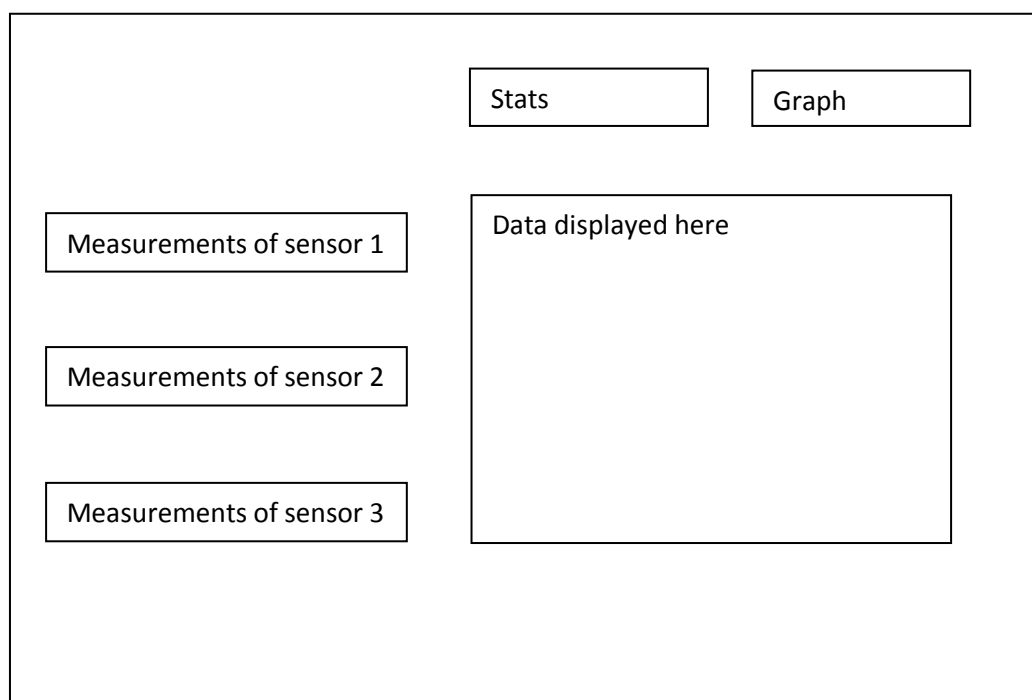 Stats
Graph
Measurements of sensor 1
Data displayed here
Measurements of sensor 2
Measurements of sensor 3